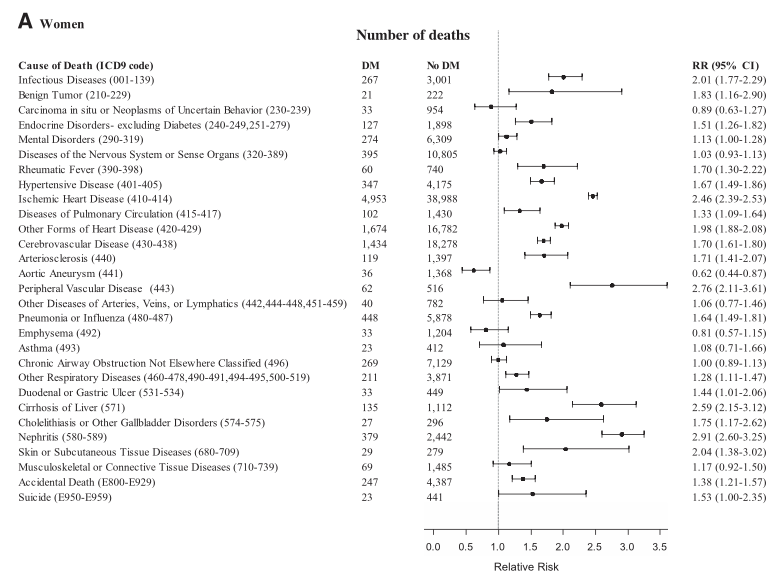 A Women
Number of deaths
Cause of Death (ICD9 code) DM No DM RR (95% CI)
Infectious Diseases (001-139) 267 3,001 2.01 (1.77-2.29)
Benign Tumor (210-229) 21 222 1.83 (1.16-2.90)
Carcinoma in situ or Neoplasms of Uncertain Behavior (230-239) 33 954 0.89 (0.63-1.27)
Endocrine Disorders- excluding Diabetes (240-249,251-279) 127 1,898 1.51 (1.26-1.82)
Mental Disorders (290-319) 274 6,309 1.13 (1.00-1.28)
Diseases of the Nervous System or Sense Organs (320-389) 395 10,805 1.03 (0.93-1.13)
Rheumatic Fever (390-398) 60 740 1.70 (1.30-2.22)
Hypertensive Disease (401-405) 347 4,175 1.67 (1.49-1.86)
Ischemic Heart Disease (410-414) 4,953 38,988 2.46 (2.39-2.53)
Diseases of Pulmonary Circulation (415-417) 102 1,430 1.33 (1.09-1.64)
Other Forms of Heart Disease (420-429) 1,674 16,782 1.98 (1.88-2.08)
Cerebrovascular Disease (430-438) 1,434 18,278 1.70 (1.61-1.80)
Arteriosclerosis (440) 119 1,397 1.71 (1.41-2.07)
Aortic Aneurysm (441) 36 1,368 0.62 (0.44-0.87)
Peripheral Vascular Disease (443) 62 516 2.76 (2.11-3.61)
Other Diseases of Arteries, Veins, or Lymphatics (442,444-448,451-459) 40 782 1.06 (0.77-1.46)
Pneumonia or Influenza (480-487) 448 5,878 1.64 (1.49-1.81)
Emphysema (492) 33 1,204 0.81 (0.57-1.15)
Asthma (493) 23 412 1.08 (0.71-1.66)
Chronic Airway Obstruction Not Elsewhere Classified (496) 269 7,129 1.00 (0.89-1.13)
Other Respiratory Diseases (460-478,490-491,494-495,500-519) 211 3,871 1.28 (1.11-1.47)
Duodenal or Gastric Ulcer (531-534) 33 449 1.44 (1.01-2.06)
Cirrhosis of Liver (571) 135 1,112 2.59 (2.15-3.12)
Cholelithiasis or Other Gallbladder Disorders (574-575) 27 296 1.75 (1.17-2.62)
Nephritis (580-589) 379 2,442 2.91 (2.60-3.25)
Skin or Subcutaneous Tissue Diseases (680-709) 29 279 2.04 (1.38-3.02)
Musculoskeletal or Connective Tissue Diseases (710-739) 69 1,485 1.17 (0.92-1.50)
Accidental Death (E800-E929) 247 4,387 1.38 (1.21-1.57)
Suicide (E950-E959) 23 441 1.53 (1.00-2.35)
0.0 0.5 1.0 1.5 2.0 2.5 3.0 3.5
Relative Risk